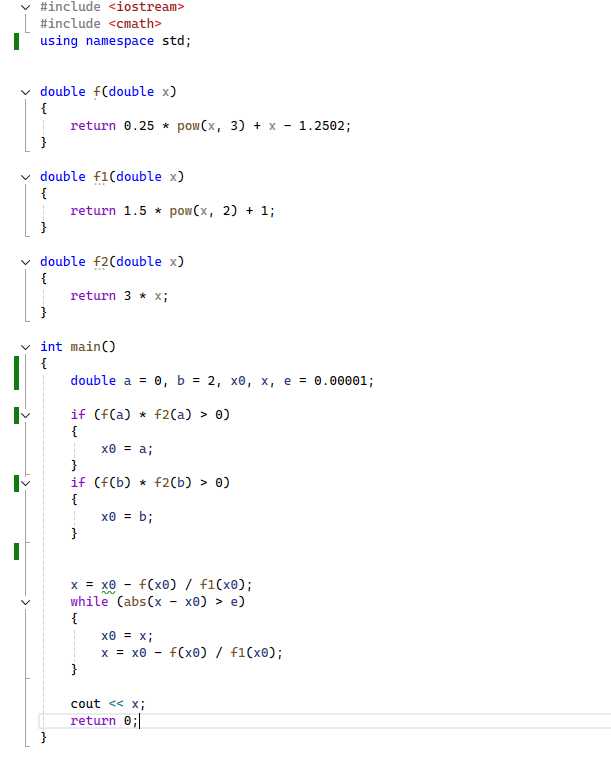 #include <iostream>
#include <cmath>
using namespace std;
double f(double x)
{
return 0.25 * pow(x, 3) + x - 1.2502;
}
double f1(double x)
{
return 1.5 * pow(x, 2) + 1;
}
double f2(double x)
{
return 3 * x;
}
int main()
{
double a = 0, b = 2, x0, x, e = 0.00001;
if (f(a) * f2(a) > 0)
{
x0 = a;
}
if (f(b) * f2(b) > 0)
{
x0 = b;
}
x = x0 - f(x0) / f1(x0);
while (abs(x - x0) > e)
{
x0 = x;
x = x0 - f(x0) / f1(x0);
}
cout << x;
return 0;
}